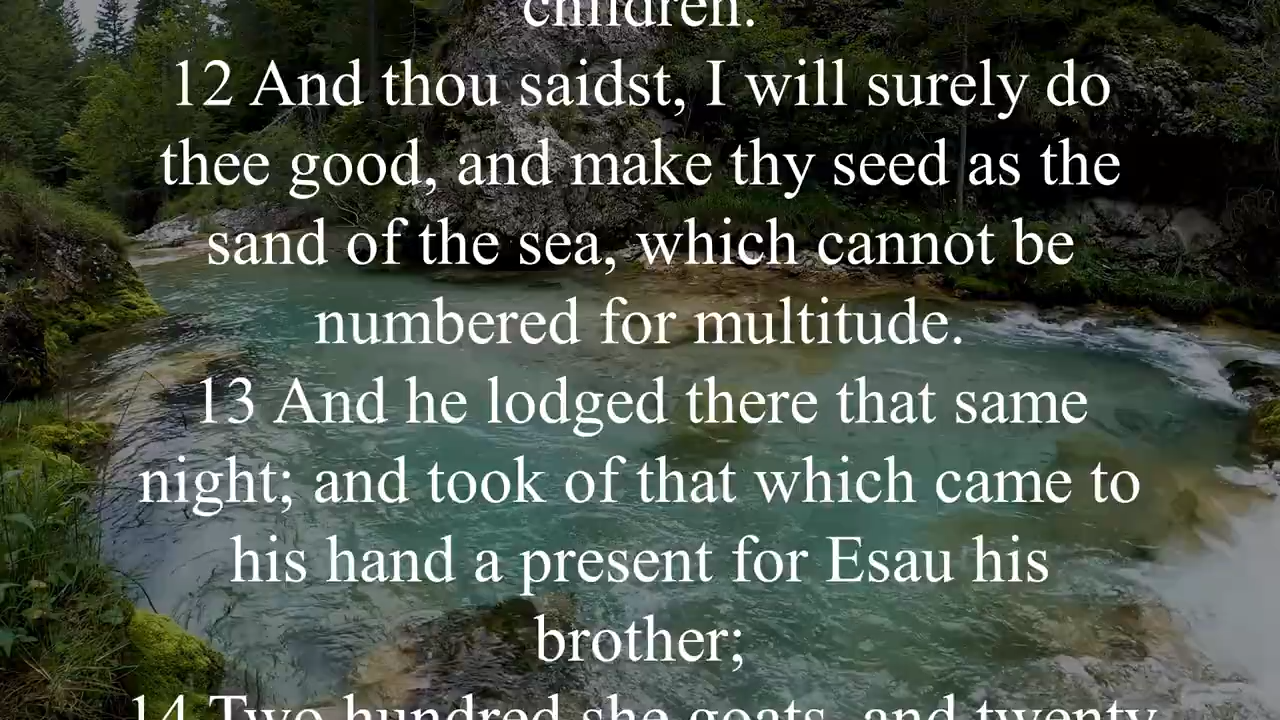 children.
12 And thou saidst, I will surely do
thee good, and make thy seed as the
sand of the sea, which cannot be
numbered for multitude.
13 And he lodged there that same
night; and took of that which came to
his hand a present for Esau his
brother;
14 Two hundred she goats, and twenty